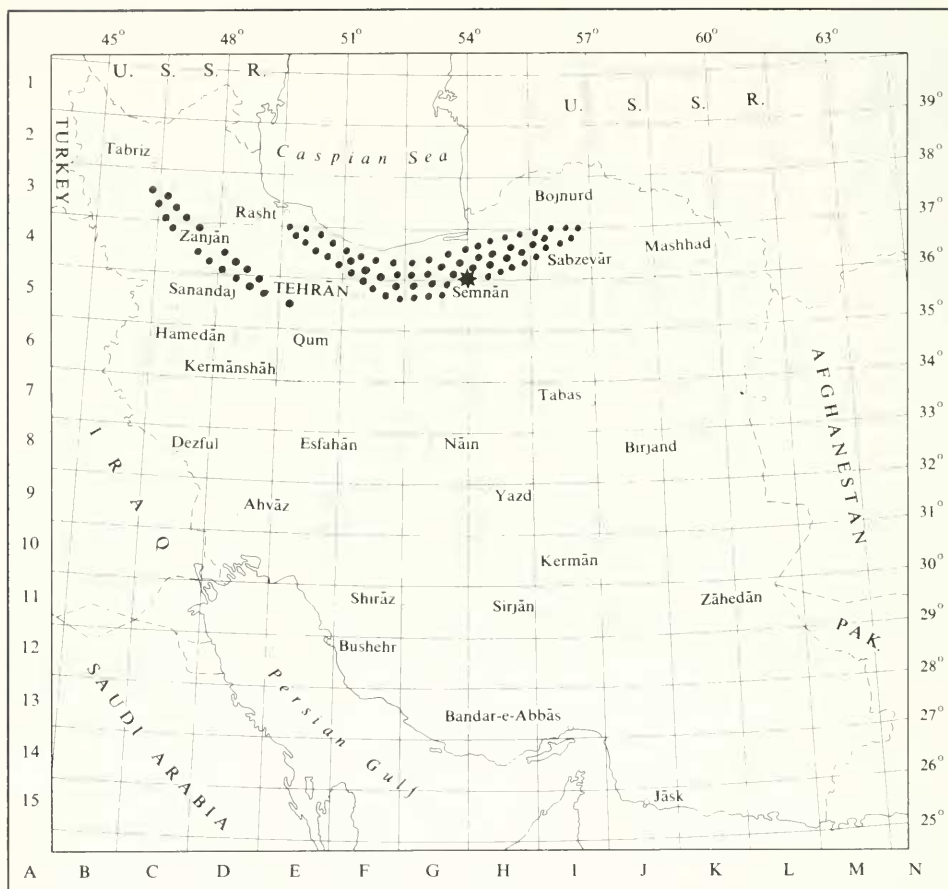 45° 48° 51° 54° 57° 60° 63°
1 U. S. S. R. U. S. S. R. 39°
2 TURKEY Tabriz Caspian Sea 38°
3 Rasht Bojnurd 37°
4 Zanjān Sabzevār Mashhad 36°
5 Sanandaj TEHRĀN Semnān 35°
6 Hamedān Qum 34°
Kermānshāh
7 Tabas AFGHANESTĀN 33°
8 IRAQ Dezful Esfahān Nāin Birjand 32°
9 Ahvāz Yazd 31°
10 Kermān 30°
11 Shirāz Sirjān Zāhedān 29°
12 Bushehr PAK. 28°
13 SAUDI ARABIA Persian Gulf Bandar-e-Abbās 27°
14 26°
15 Jāsk 25°
A B C D E F G H I J K L M N